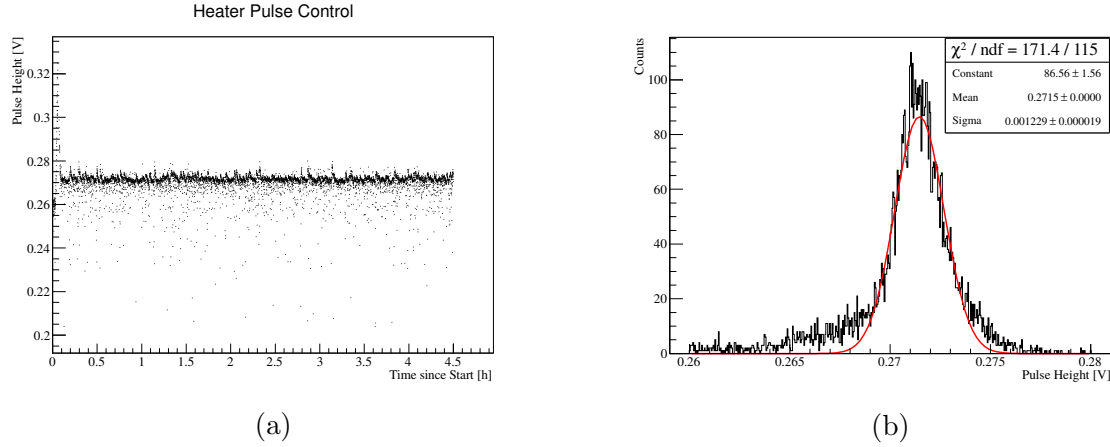 Heater Pulse Control
Pulse Height [V]
0.32
0.3
0.28
0.26
0.24
0.22
0.2
0 0.5 1 1.5 2 2.5 3 3.5 4 4.5
Time since Start [h]
(a)
Counts
100
80
60
40
20
0
χ² / ndf = 171.4 / 115
Constant 86.56 ± 1.56
Mean 0.2715 ± 0.0000
Sigma 0.001229 ± 0.000019
0.26 0.265 0.27 0.275 0.28
Pulse Height [V]
(b)